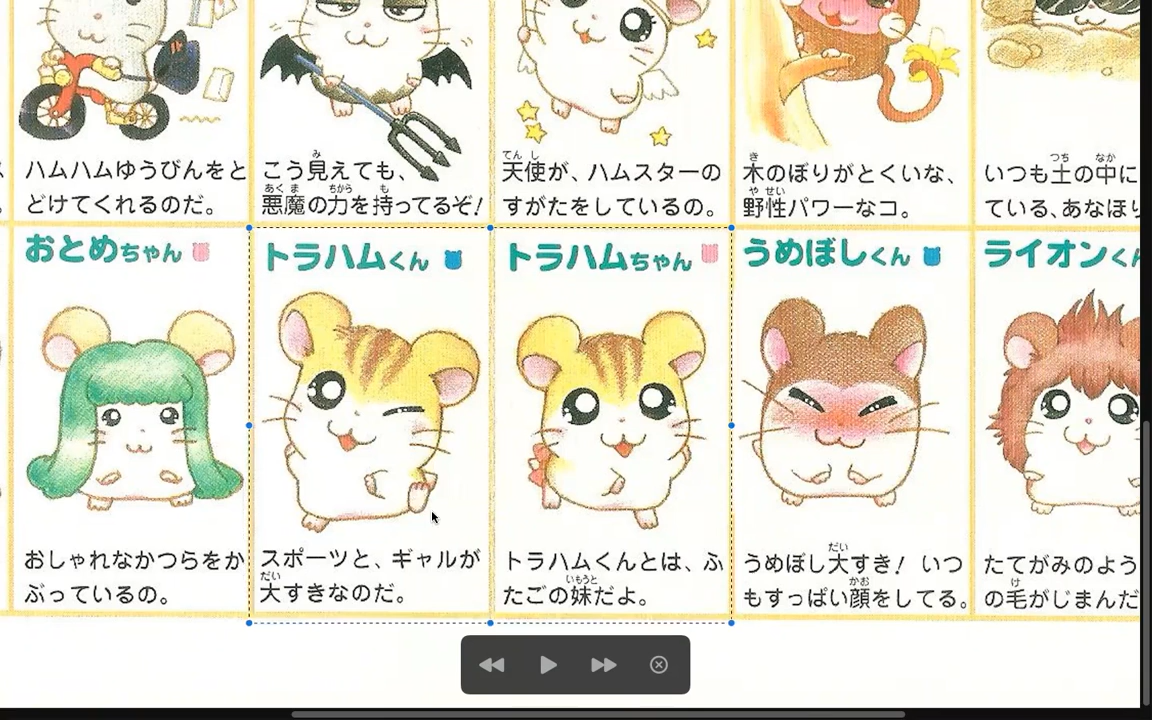 ハムハムゆうびんをと
どけてくれるのだ。
こう見えても、
悪魔の力を持ってるぞ!
天使が、ハムスターの
すがたをしているの。
木のぼりがとくいな、
野性パワーなコ。
いつも土の中に
ている、あなほり
おとめちゃん
おしゃれなかつらをか
ぶっているの。
トラハムくん
スポーツと、ギャルが
大すきなのだ。
トラハムちゃん
トラハムくんとは、ふ
たごの妹だよ。
うめぼしくん
うめぼし大すき! いつ
もすっぱい顔をしてる。
ライオンく
たてがみのよう
の毛がじまんだ